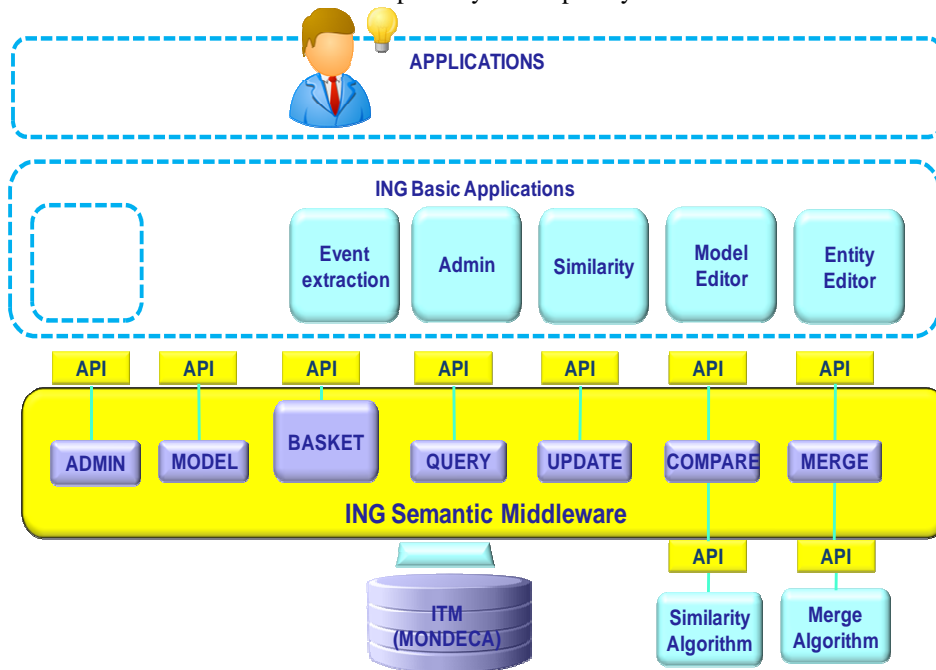 APPLICATIONS
ING Basic Applications
Event
extraction
Admin
Similarity
Model
Editor
Entity
Editor
API API API API API API API
ADMIN MODEL BASKET QUERY UPDATE COMPARE MERGE
ING Semantic Middleware
API API
ITM
(MONDECA)
Similarity
Algorithm
Merge
Algorithm